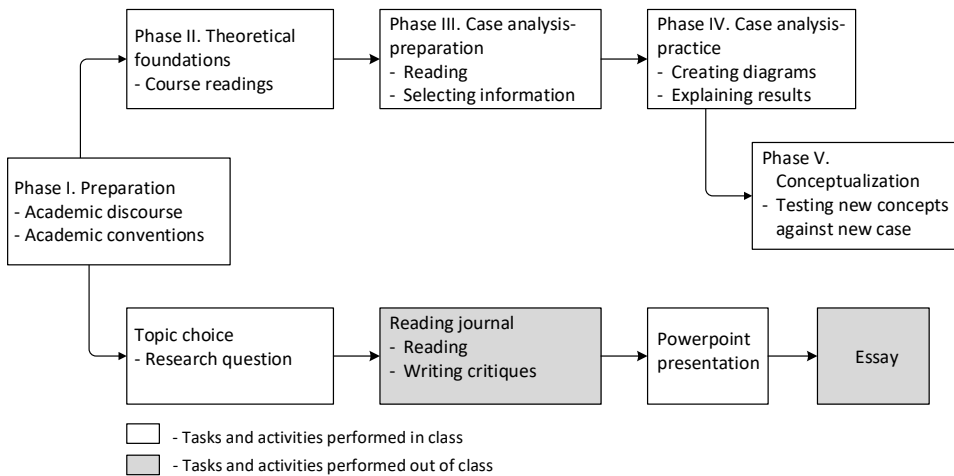 Phase II. Theoretical
foundations
- Course readings
Phase III. Case analysis-
preparation
- Reading
- Selecting information
Phase IV. Case analysis-
practice
- Creating diagrams
- Explaining results
Phase V.
Conceptualization
- Testing new concepts
against new case
Phase I. Preparation
- Academic discourse
- Academic conventions
Topic choice
- Research question
Reading journal
- Reading
- Writing critiques
Powerpoint
presentation
Essay
- Tasks and activities performed in class
- Tasks and activities performed out of class